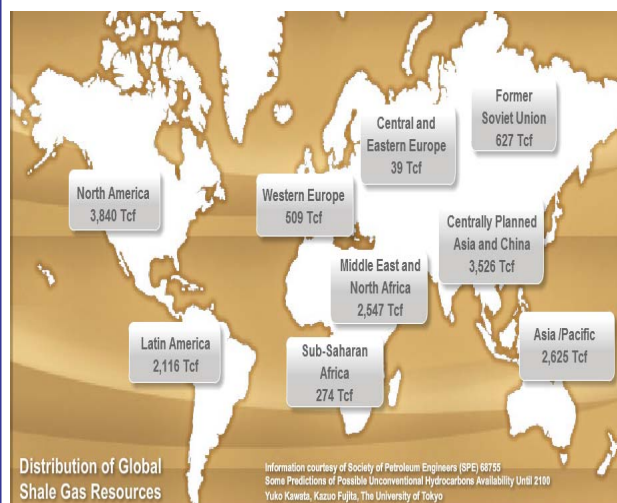 Former
Soviet Union
627 Tcf
Central and
Eastern Europe
39 Tcf
North America
3,840 Tcf
Western Europe
509 Tcf
Centrally Planned
Asia and China
3,526 Tcf
Middle East and
North Africa
2,547 Tcf
Latin America
2,116 Tcf
Sub-Saharan
Africa
274 Tcf
Asia /Pacific
2,625 Tcf
Distribution of Global
Shale Gas Resources
Information courtesy of Society of Petroleum Engineers (SPE) 68755
Some Predictions of Possible Unconventional Hydrocarbons Availability Until 2100
Yuko Kawata, Kazuo Fujita, The University of Tokyo